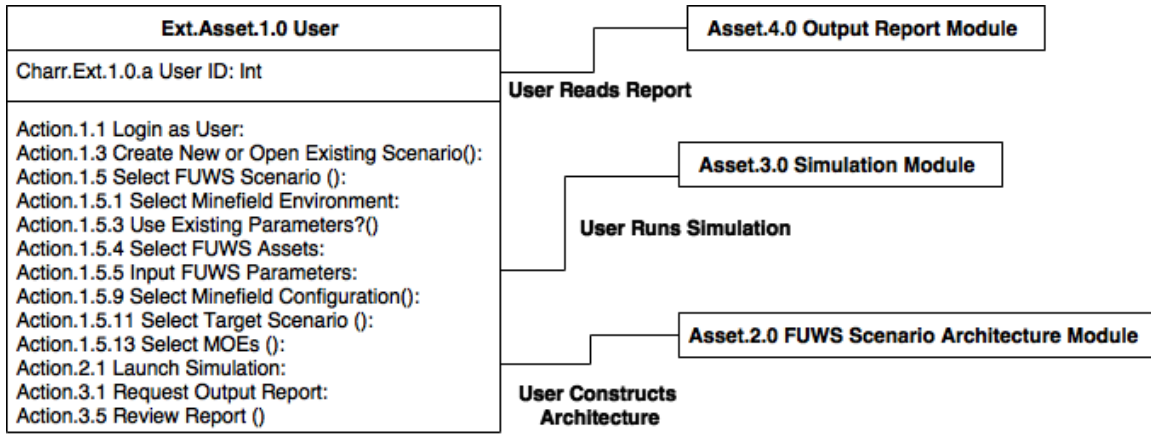 Ext.Asset.1.0 User
Charr.Ext.1.0.a User ID: Int
Action.1.1 Login as User:
Action.1.3 Create New or Open Existing Scenario():
Action.1.5 Select FUWS Scenario ():
Action.1.5.1 Select Minefield Environment:
Action.1.5.3 Use Existing Parameters?()
Action.1.5.4 Select FUWS Assets:
Action.1.5.5 Input FUWS Parameters:
Action.1.5.9 Select Minefield Configuration():
Action.1.5.11 Select Target Scenario ():
Action.1.5.13 Select MOEs ():
Action.2.1 Launch Simulation:
Action.3.1 Request Output Report:
Action.3.5 Review Report ()
Asset.4.0 Output Report Module
User Reads Report
Asset.3.0 Simulation Module
User Runs Simulation
Asset.2.0 FUWS Scenario Architecture Module
User Constructs
Architecture